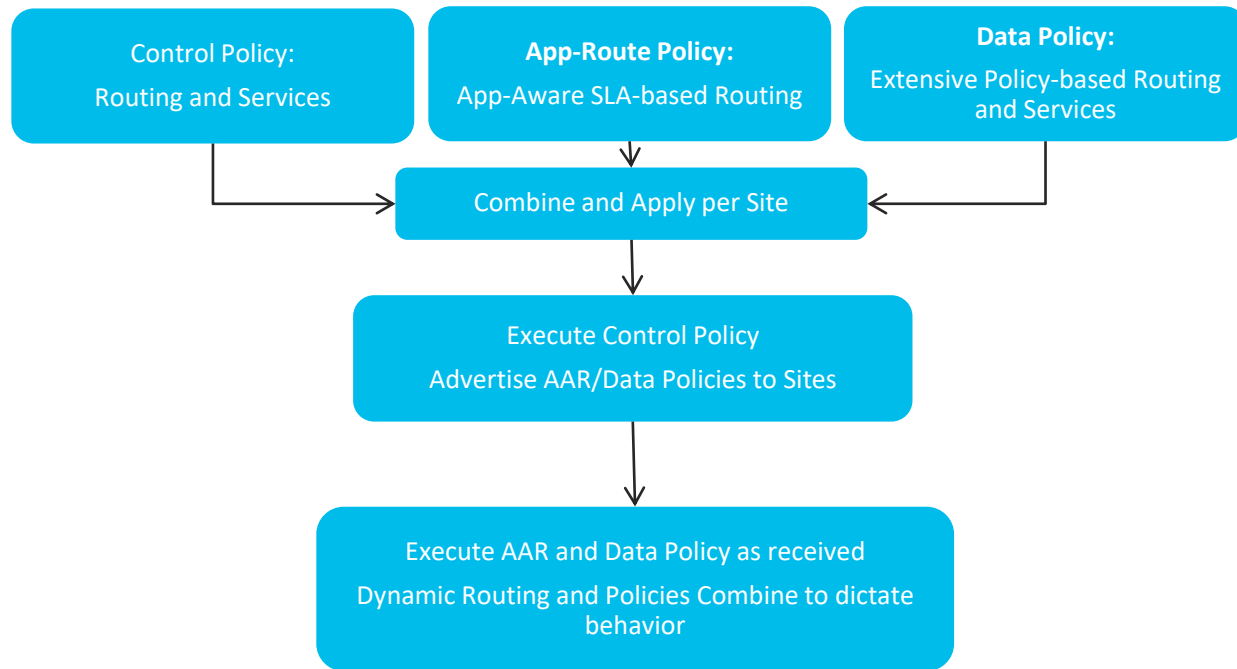 Control Policy:
Routing and Services
App-Route Policy:
App-Aware SLA-based Routing
Data Policy:
Extensive Policy-based Routing
and Services
Combine and Apply per Site
Execute Control Policy
Advertise AAR/Data Policies to Sites
Execute AAR and Data Policy as received
Dynamic Routing and Policies Combine to dictate
behavior